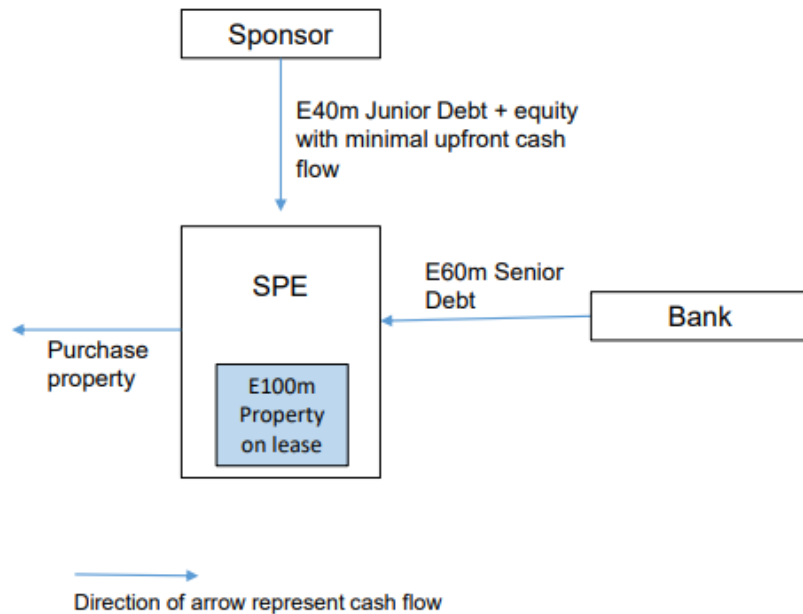 Sponsor
E40m Junior Debt + equity
with minimal upfront cash
flow
SPE
E60m Senior
Debt
Bank
Purchase
property
E100m
Property
on lease
Direction of arrow represent cash flow